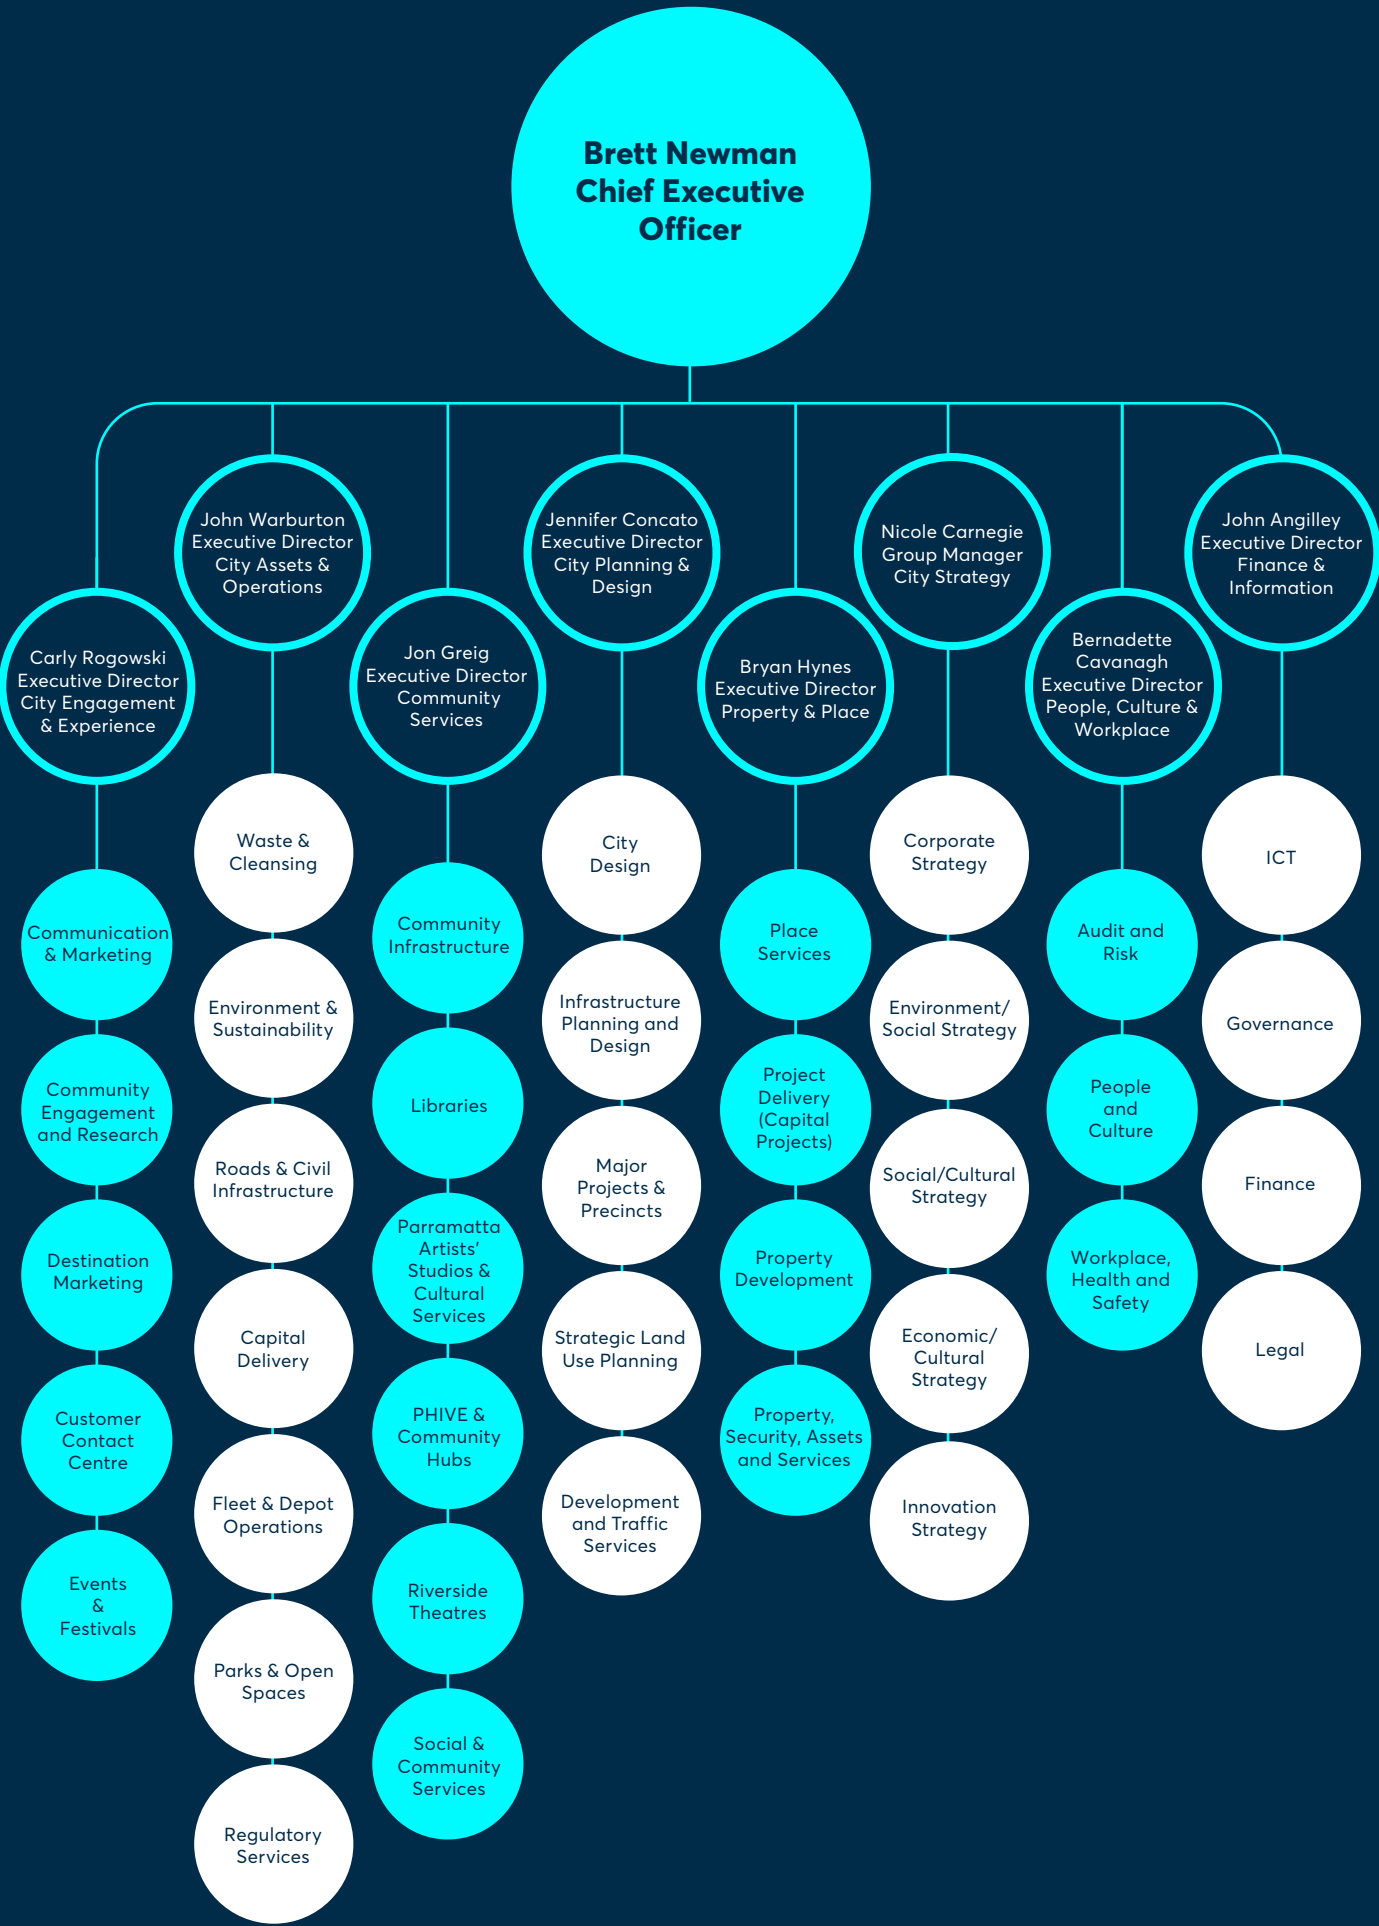 Brett Newman
Chief Executive
Officer
Carly Rogowski
Executive Director
City Engagement
& Experience
Communication
& Marketing
Community
Engagement
and Research
Destination
Marketing
Customer
Contact
Centre
Events
&
Festivals
John Warburton
Executive Director
City Assets &
Operations
Waste &
Cleansing
Environment &
Sustainability
Roads & Civil
Infrastructure
Capital
Delivery
Fleet & Depot
Operations
Parks & Open
Spaces
Regulatory
Services
Jon Greig
Executive Director
Community
Services
Community
Infrastructure
Libraries
Parramatta
Artists’
Studios &
Cultural
Services
PHIVE &
Community
Hubs
Riverside
Theatres
Social &
Community
Services
Jennifer Concato
Executive Director
City Planning &
Design
City
Design
Infrastructure
Planning and
Design
Major
Projects &
Precincts
Strategic Land
Use Planning
Development
and Traffic
Services
Bryan Hynes
Executive Director
Property & Place
Place
Services
Project
Delivery
(Capital
Projects)
Property
Development
Property,
Security, Assets
and Services
Nicole Carnegie
Group Manager
City Strategy
Corporate
Strategy
Environment/
Social Strategy
Social/Cultural
Strategy
Economic/
Cultural
Strategy
Innovation
Strategy
Bernadette
Cavanagh
Executive Director
People, Culture &
Workplace
Audit and
Risk
People
and
Culture
Workplace,
Health and
Safety
John Angilley
Executive Director
Finance &
Information
ICT
Governance
Finance
Legal